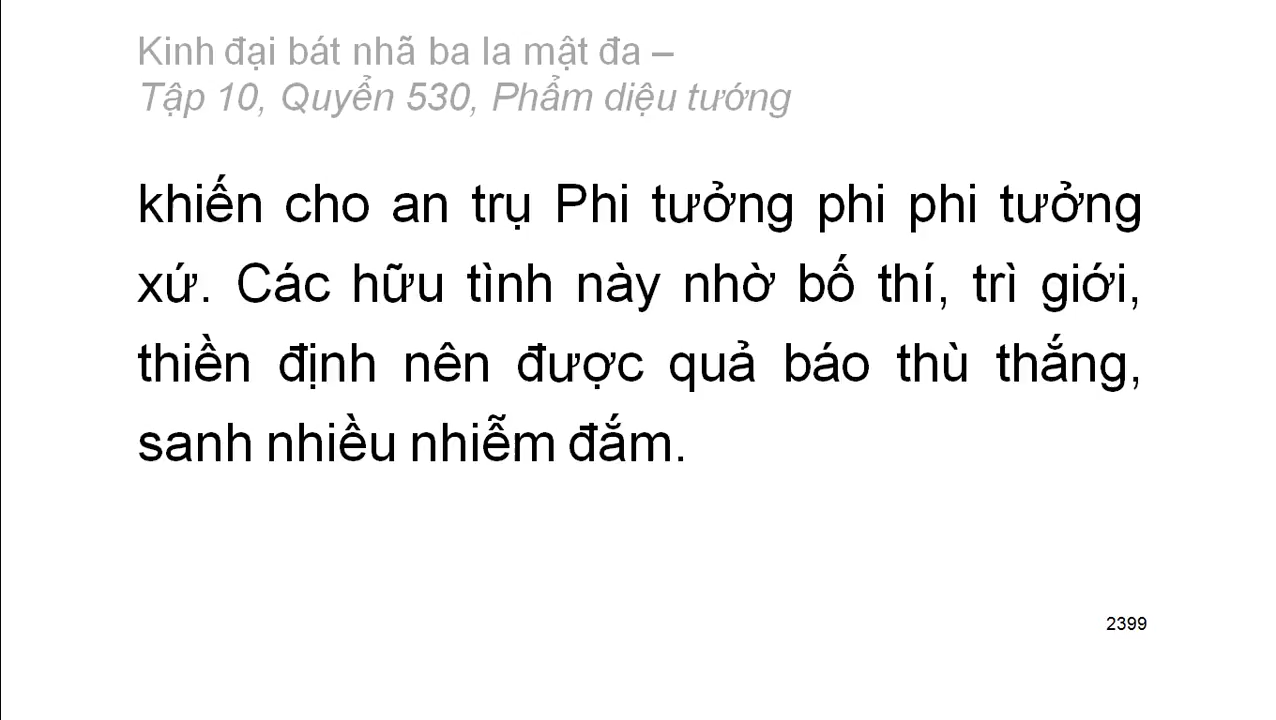 Kinh đại bát nhã ba la mật đa –
Tập 10, Quyển 530, Phẩm diệu tướng
khiến cho an trụ Phi tưởng phi phi tưởng
xứ. Các hữu tình này nhờ bố thí, trì giới,
thiền định nên được quả báo thù thắng,
sanh nhiều nhiễm đắm.
2399